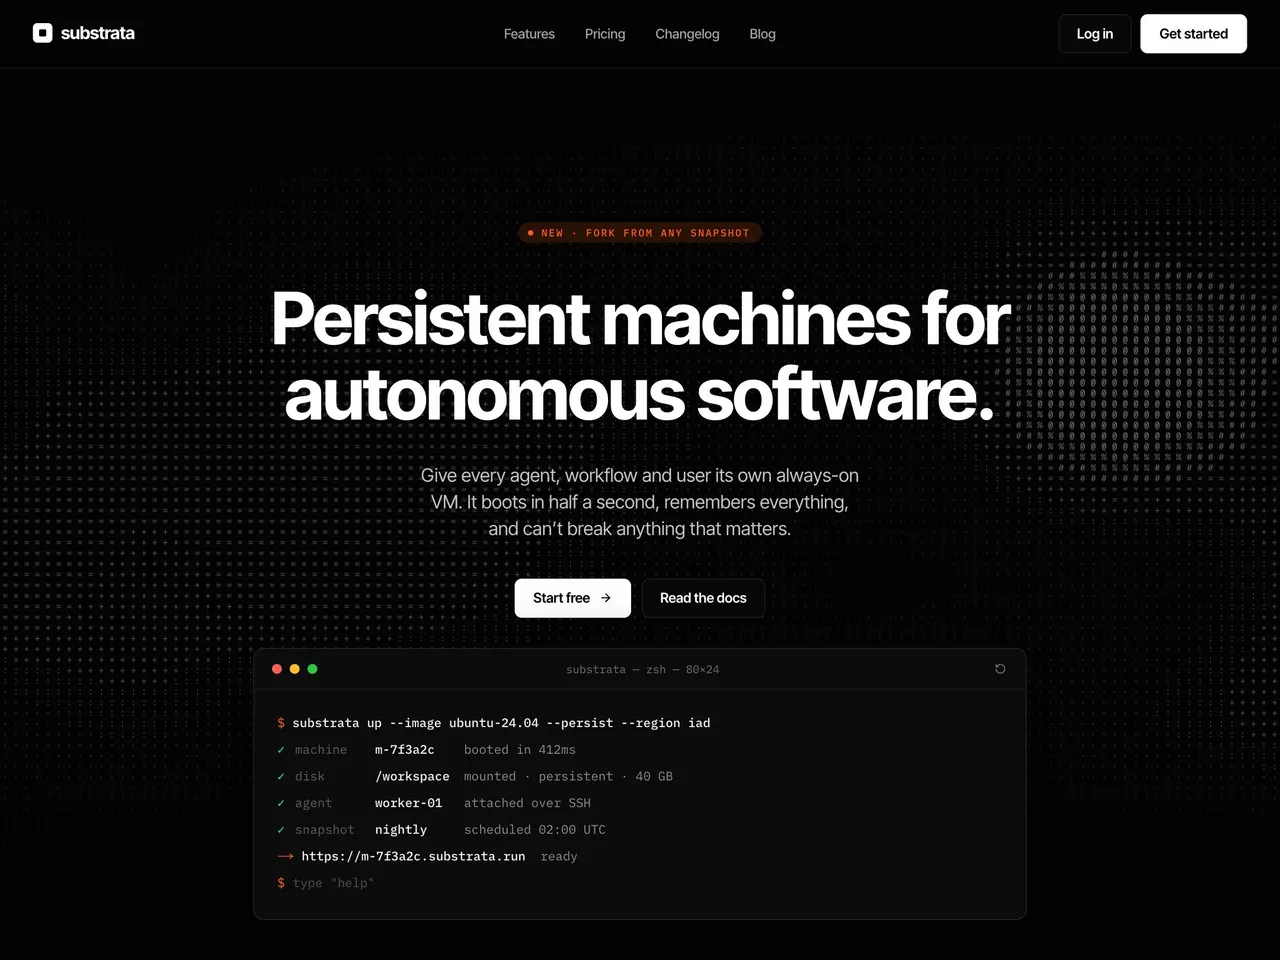 substrata
Features
Pricing
Changelog
Blog
Log in
Get started
NEW · FORK FROM ANY SNAPSHOT
Persistent machines for
autonomous software.
Give every agent, workflow and user its own always-on
VM. It boots in half a second, remembers everything,
and can’t break anything that matters.
Start free →
Read the docs
substrata — zsh — 80×24
$ substrata up --image ubuntu-24.04 --persist --region iad
✓ machine m-7f3a2c booted in 412ms
✓ disk /workspace mounted · persistent · 40 GB
✓ agent worker-01 attached over SSH
✓ snapshot nightly scheduled 02:00 UTC
⟶ https://m-7f3a2c.substrata.run ready
$ type "help"